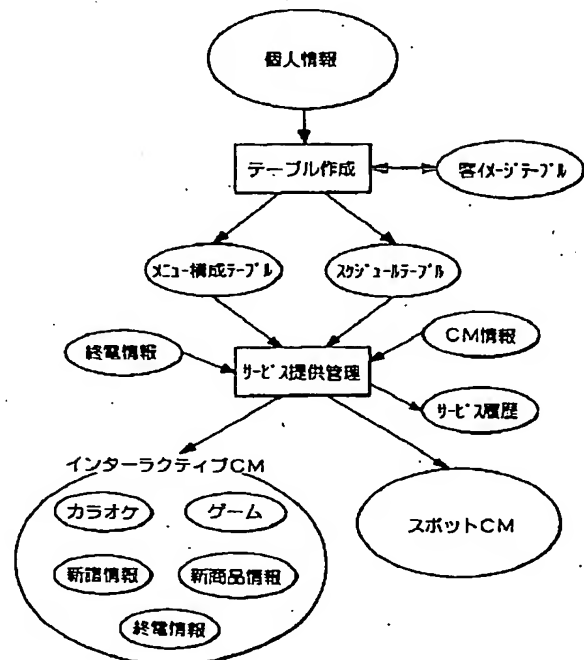 個人情報
テーブル作成
客イメージテーブル
メニュー構成テーブル
スケジュールテーブル
終電情報
CM情報
サービス提供管理
サービス履歴
インターラクティブCM
カラオケ
ゲーム
スポットCM
新譜情報
新商品情報
終電情報